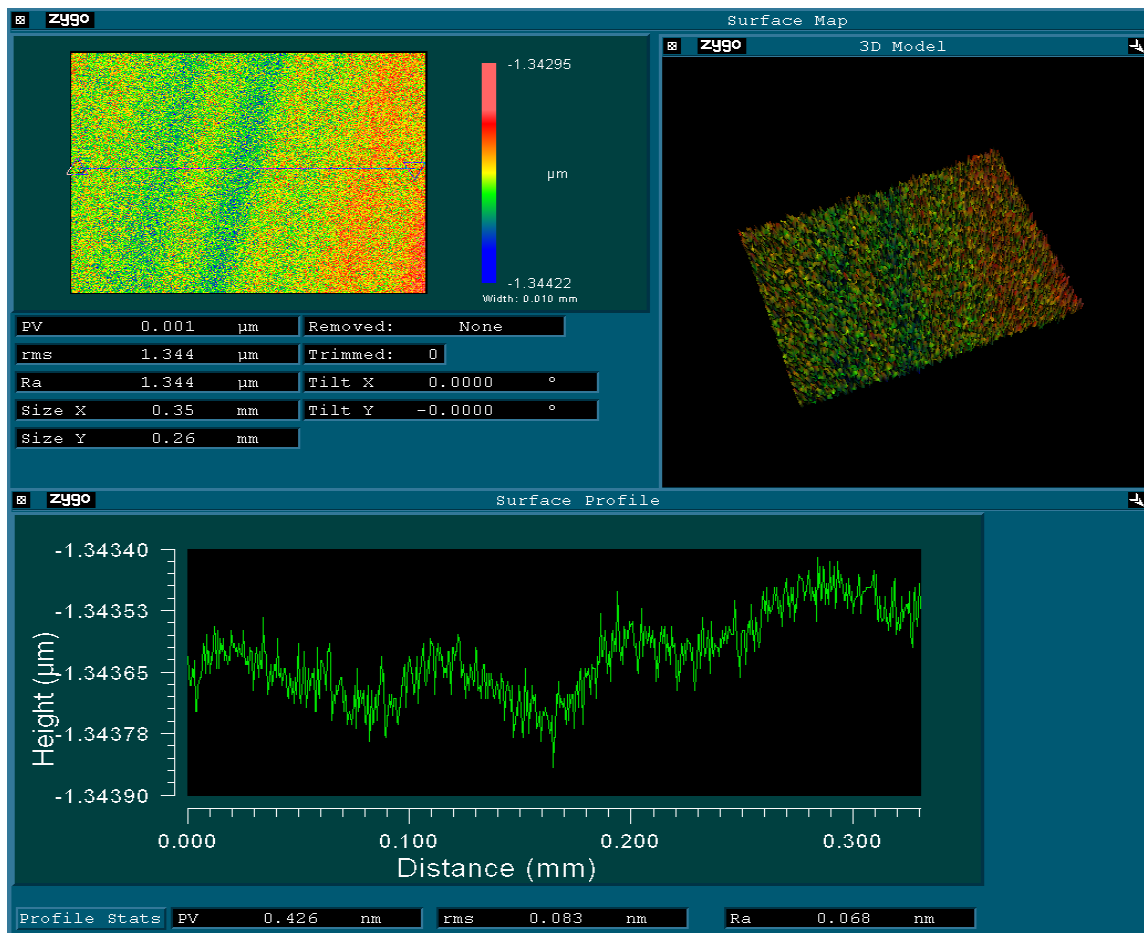 zygo Surface Map
-1.34295
µm
-1.34422
Width: 0.010 mm
PV 0.001 µm Removed: None
rms 1.344 µm Trimmed: 0
Ra 1.344 µm Tilt X 0.0000 °
Size X 0.35 mm Tilt Y -0.0000 °
Size Y 0.26 mm
zygo 3D Model
zygo Surface Profile
-1.34340
-1.34353
-1.34365
-1.34378
-1.34390
Height (µm)
0.000 0.100 0.200 0.300
Distance (mm)
Profile Stats PV 0.426 nm rms 0.083 nm Ra 0.068 nm